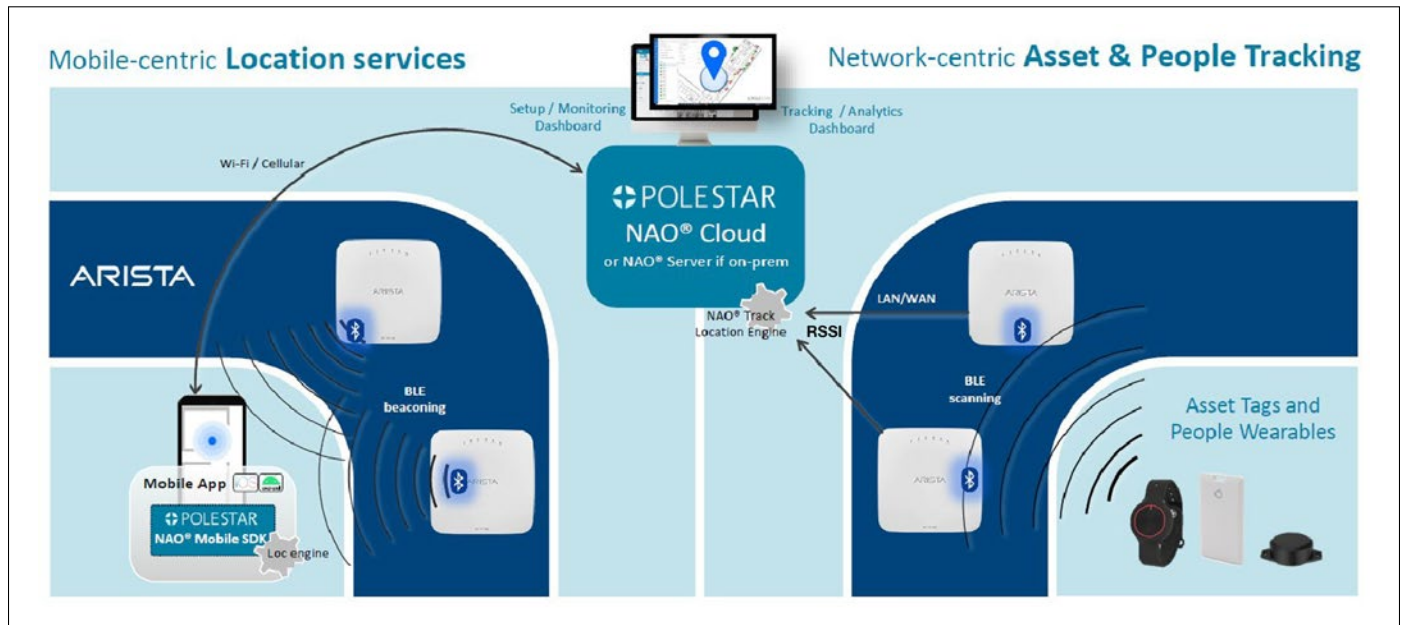 Mobile-centric Location services
Network-centric Asset & People Tracking
Setup / Monitoring
Dashboard
Tracking / Analytics
Dashboard
Wi-Fi / Cellular
POLESTAR
NAO® Cloud
or NAO® Server if on-prem
ARISTA
ARISTA
ARISTA
LAN/WAN
NAO® Track
Location Engine
RSSI
BLE
beaconing
BLE
scanning
Asset Tags and
People Wearables
ARISTA
ARISTA
Mobile App iOS
POLESTAR
NAO® Mobile SDK
Loc engine